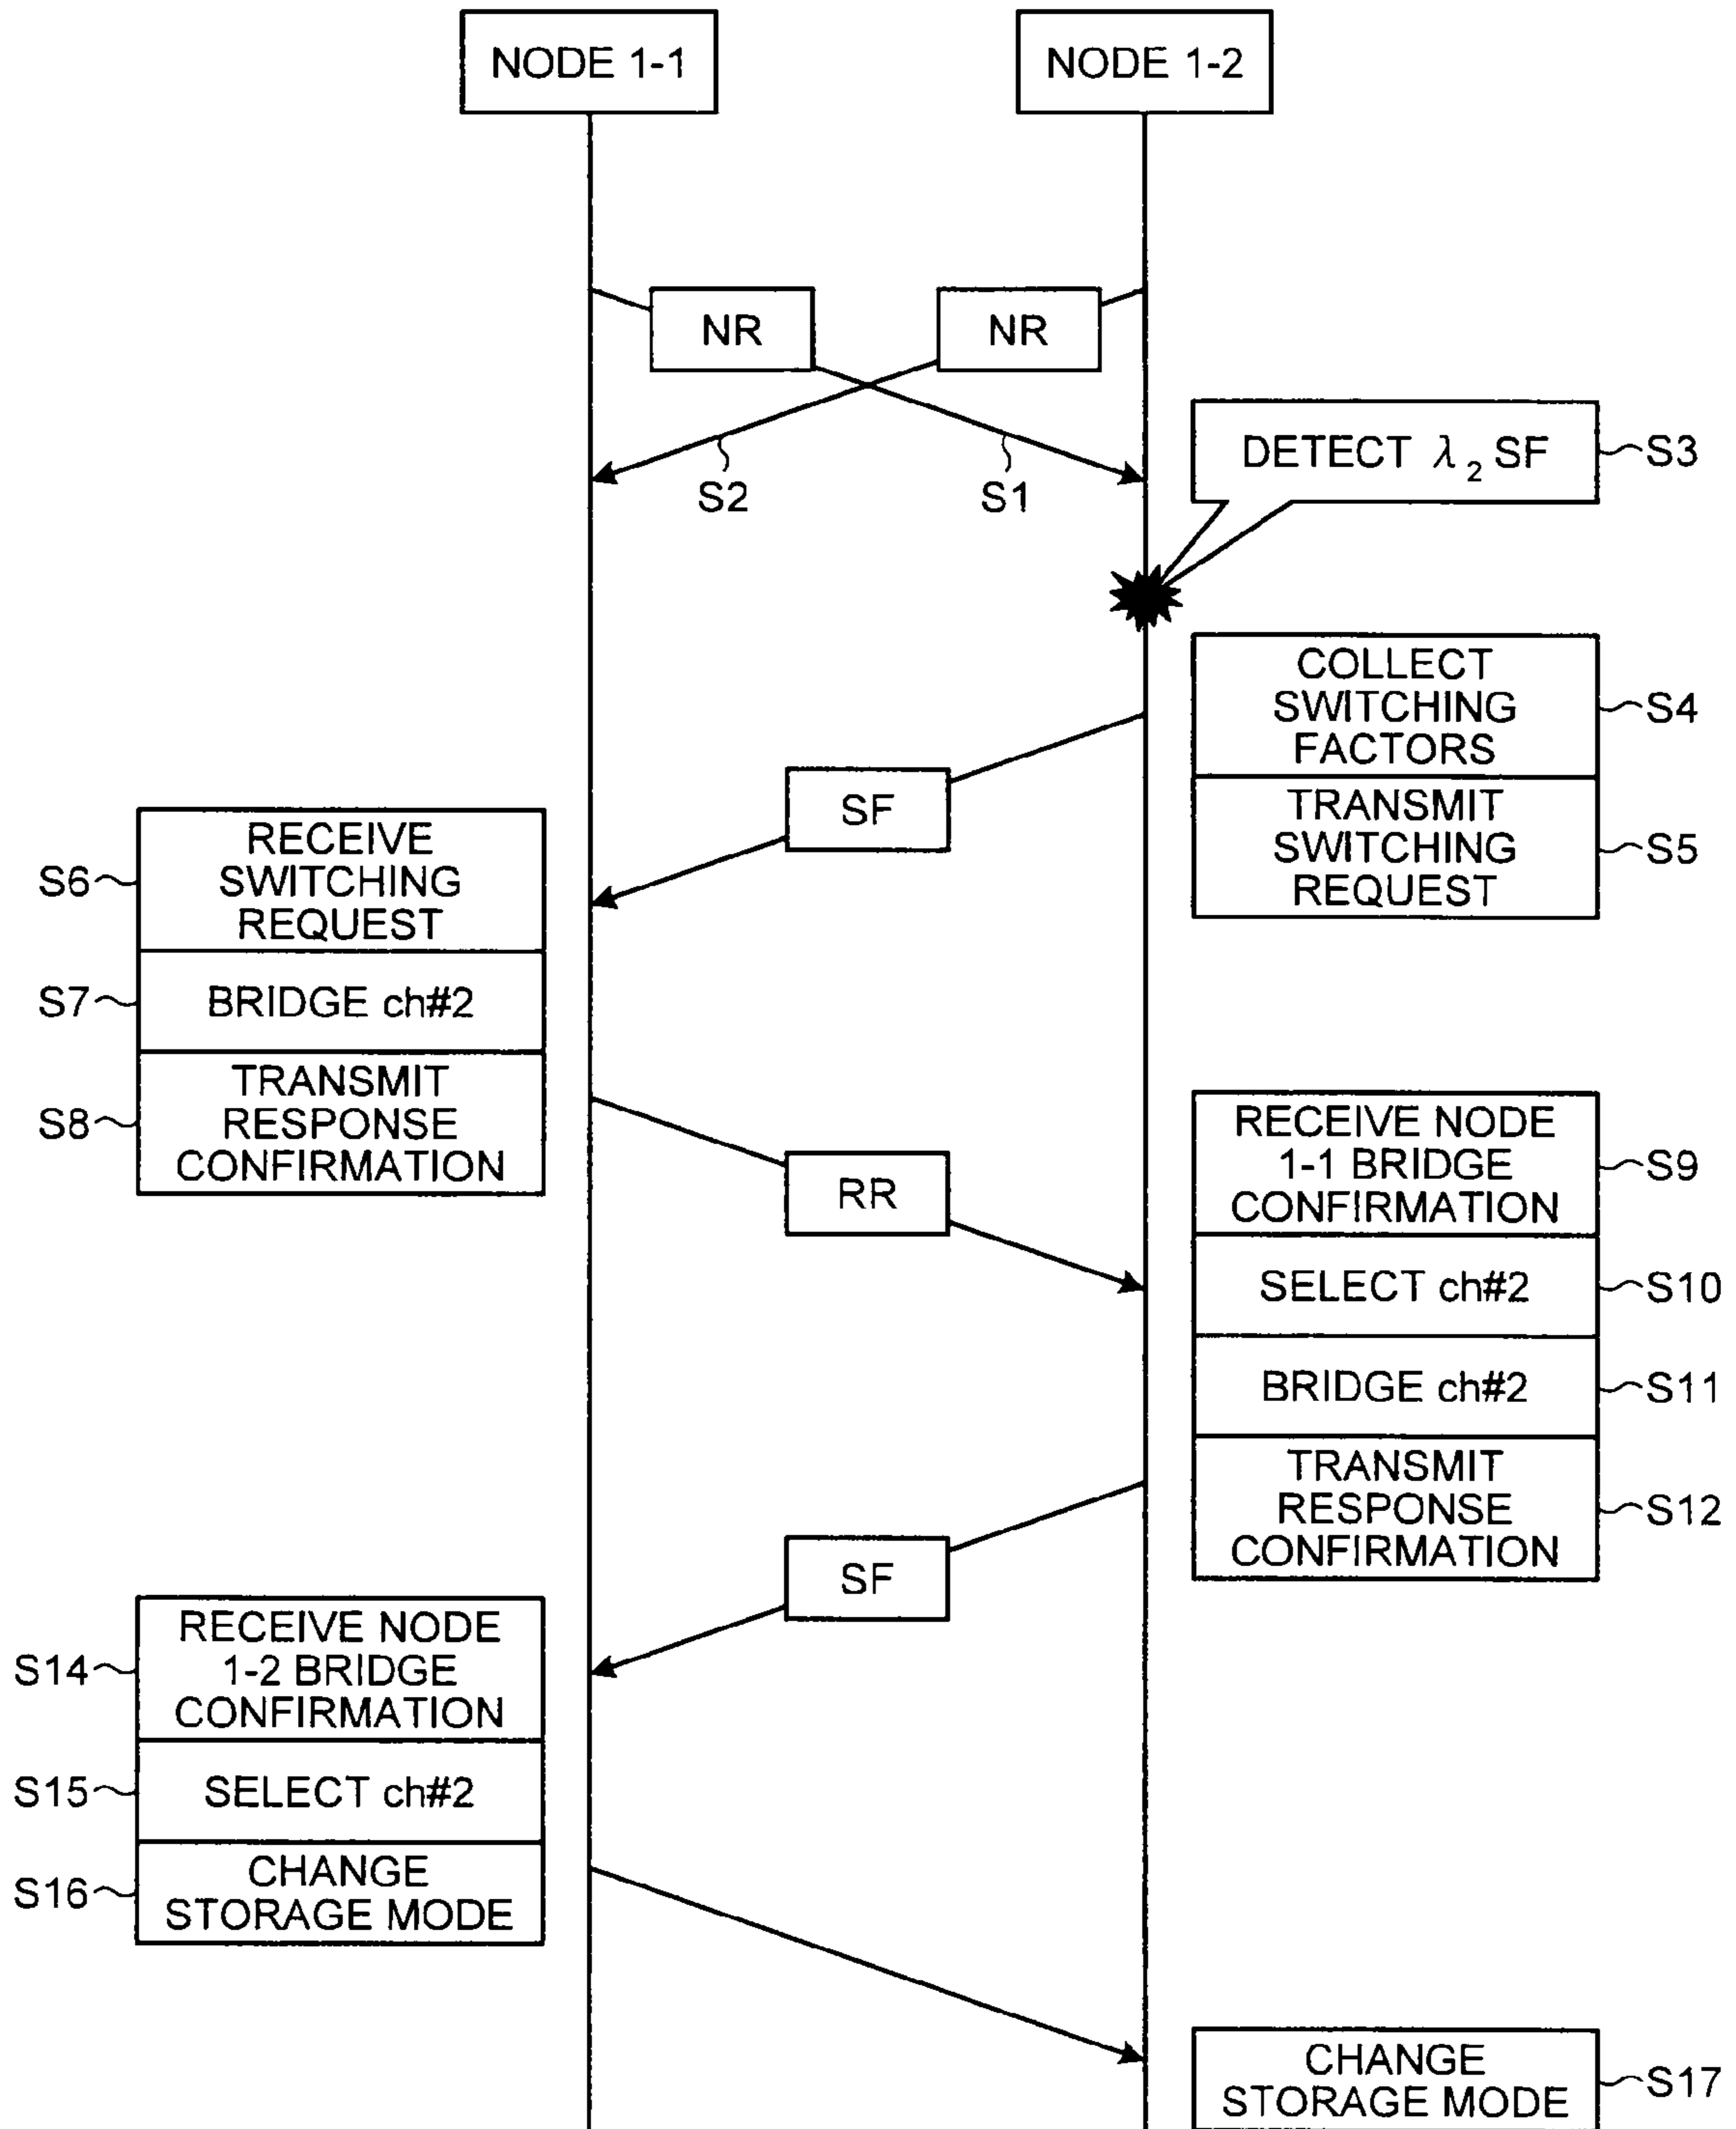 NODE 1-1
NODE 1-2
NR
NR
S2
S1
DETECT λ2 SF
S3
COLLECT
SWITCHING
FACTORS
S4
SF
TRANSMIT
SWITCHING
REQUEST
S5
S6
RECEIVE
SWITCHING
REQUEST
S7
BRIDGE ch#2
S8
TRANSMIT
RESPONSE
CONFIRMATION
RR
RECEIVE NODE
1-1 BRIDGE
CONFIRMATION
S9
SELECT ch#2
S10
BRIDGE ch#2
S11
TRANSMIT
RESPONSE
CONFIRMATION
S12
SF
S14
RECEIVE NODE
1-2 BRIDGE
CONFIRMATION
S15
SELECT ch#2
S16
CHANGE
STORAGE MODE
CHANGE
STORAGE MODE
S17